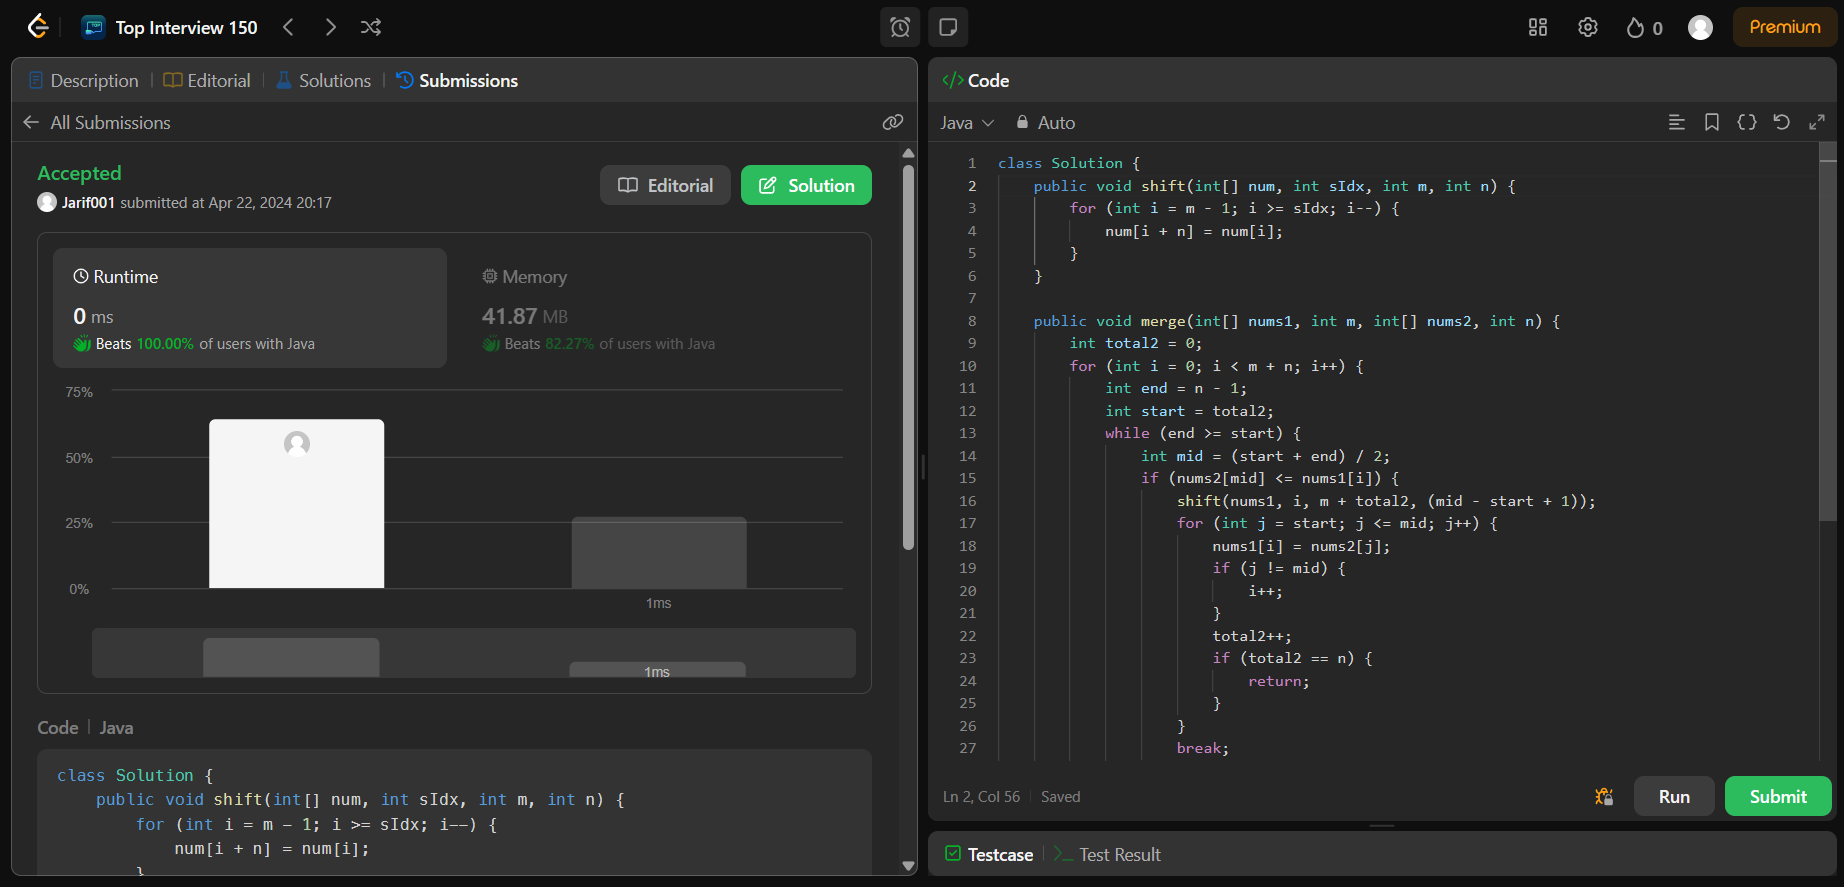 Top Interview 150
0
Premium
Description | Editorial | Solutions | Submissions
All Submissions
Accepted
Jarif001 submitted at Apr 22, 2024 20:17
Editorial
Solution
Runtime
0 ms
Beats 100.00% of users with Java
Memory
41.87 MB
Beats 82.27% of users with Java
75%
50%
25%
0%
1ms
1ms
Code | Java
class Solution {
public void shift(int[] num, int sIdx, int m, int n) {
for (int i = m - 1; i >= sIdx; i--) {
num[i + n] = num[i];
}
</> Code
Java
Auto
1 class Solution {
2 public void shift(int[] num, int sIdx, int m, int n) {
3 for (int i = m - 1; i >= sIdx; i--) {
4 num[i + n] = num[i];
5 }
6 }
7
8 public void merge(int[] nums1, int m, int[] nums2, int n) {
9 int total2 = 0;
10 for (int i = 0; i < m + n; i++) {
11 int end = n - 1;
12 int start = total2;
13 while (end >= start) {
14 int mid = (start + end) / 2;
15 if (nums2[mid] <= nums1[i]) {
16 shift(nums1, i, m + total2, (mid - start + 1));
17 for (int j = start; j <= mid; j++) {
18 nums1[i] = nums2[j];
19 if (j != mid) {
20 i++;
21 }
22 total2++;
23 if (total2 == n) {
24 return;
25 }
26 }
27 break;
Ln 2, Col 56 | Saved
Run
Submit
Testcase | >_ Test Result